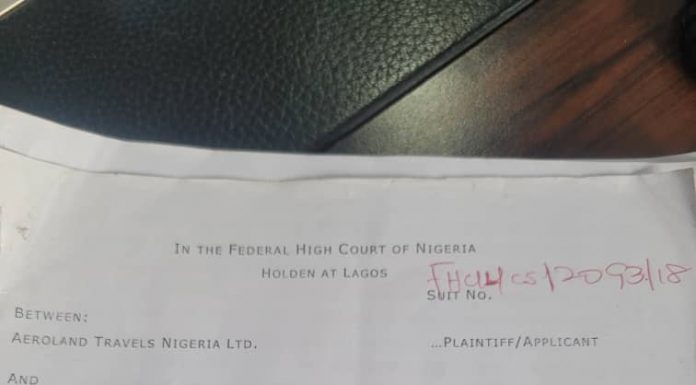 IN THE FEDERAL HIGH COURT OF NIGERIA
HOLDEN AT LAGOS
SUIT NO. FHC/L/CS/2093/18
BETWEEN:
AEROLAND TRAVELS NIGERIA LTD. ...PLAINTIFF/APPLICANT
AND